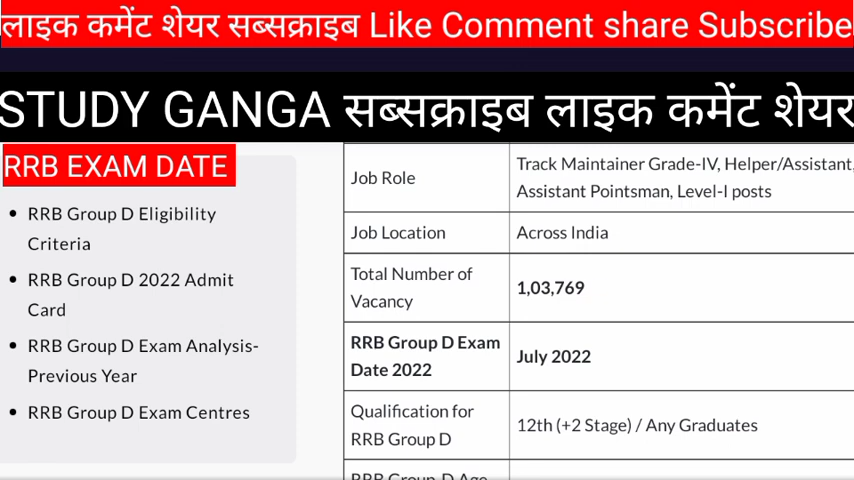 लाइक कमेंट शेयर सब्सक्राइब Like Comment share Subscribe
STUDY GANGA सब्सक्राइब लाइक कमेंट शेयर
RRB EXAM DATE
• RRB Group D Eligibility
Criteria
• RRB Group D 2022 Admit
Card
• RRB Group D Exam Analysis-
Previous Year
• RRB Group D Exam Centres
Job Role
Track Maintainer Grade-IV, Helper/Assistant,
Assistant Pointsman, Level-I posts
Job Location
Across India
Total Number of
Vacancy
1,03,769
RRB Group D Exam
Date 2022
July 2022
Qualification for
RRB Group D
12th (+2 Stage) / Any Graduates
RRB Group D Age